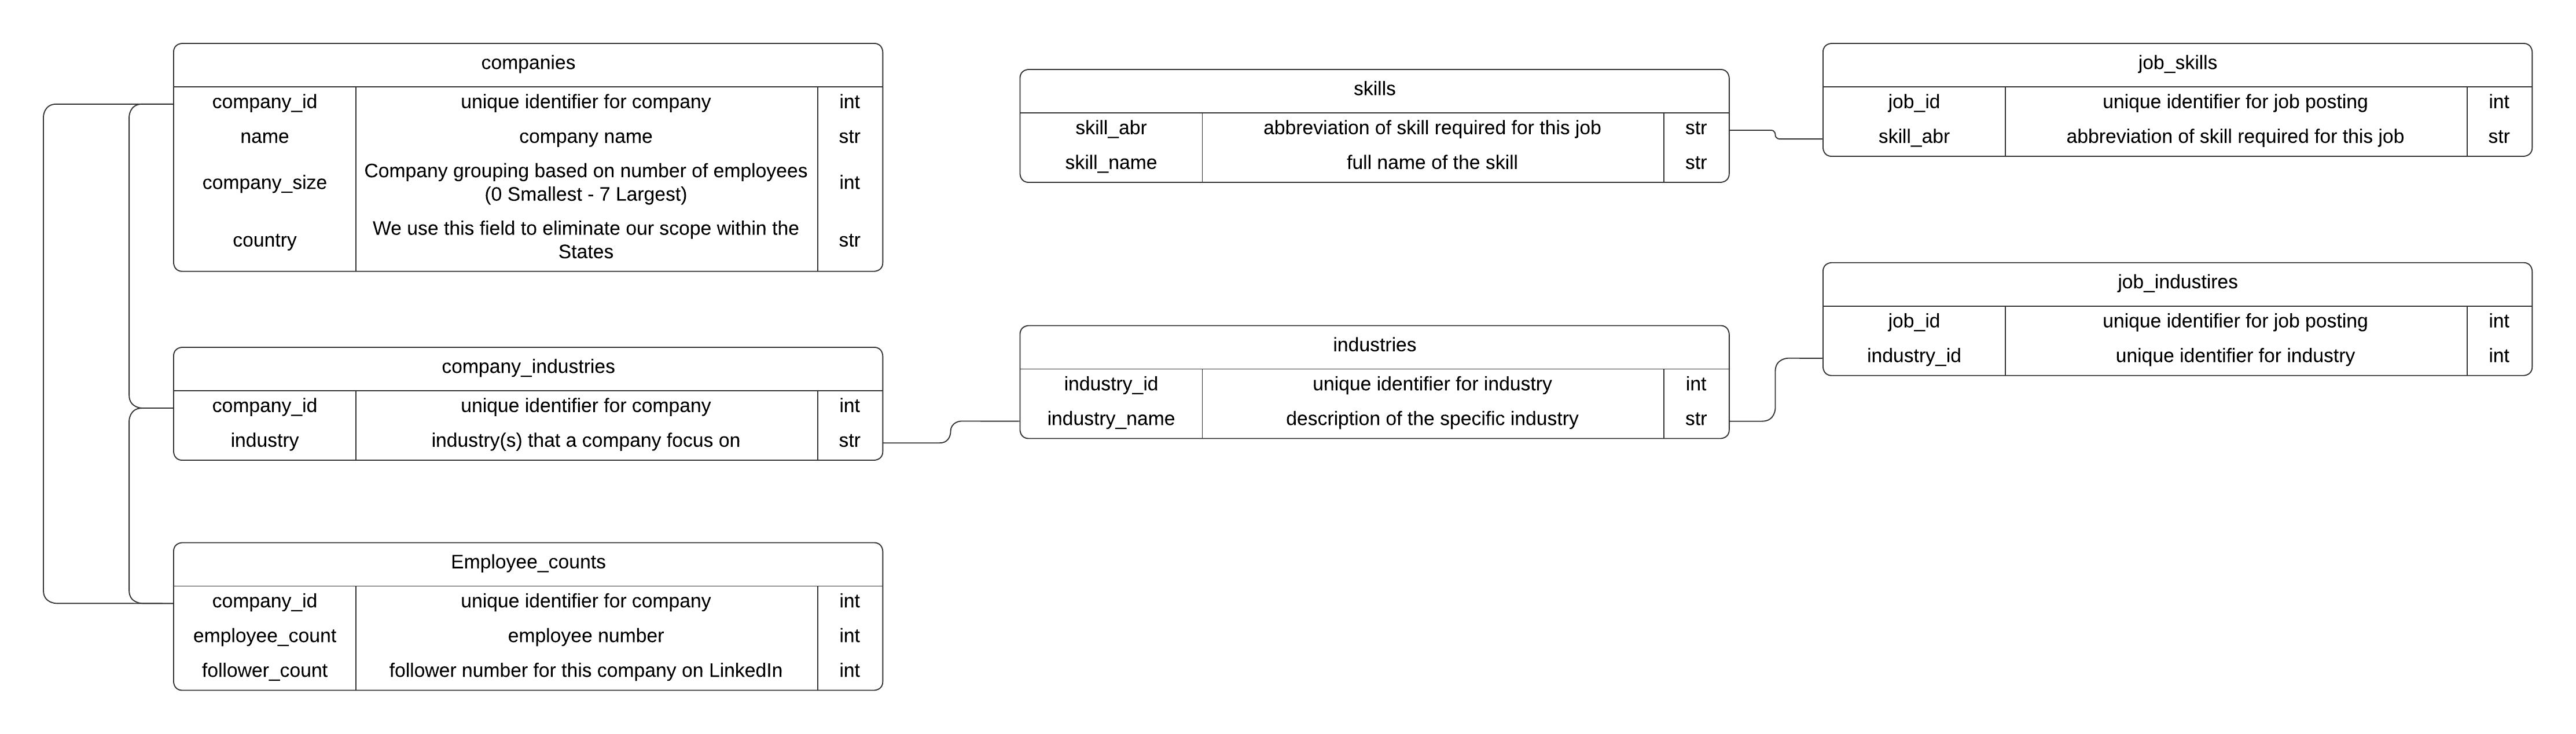 companies
company_id unique identifier for company int
name company name str
company_size Company grouping based on number of employees (0 Smallest - 7 Largest) int
country We use this field to eliminate our scope within the States str
company_industries
company_id unique identifier for company int
industry industry(s) that a company focus on str
Employee_counts
company_id unique identifier for company int
employee_count employee number int
follower_count follower number for this company on LinkedIn int
skills
skill_abr abbreviation of skill required for this job str
skill_name full name of the skill str
industries
industry_id unique identifier for industry int
industry_name description of the specific industry str
job_skills
job_id unique identifier for job posting int
skill_abr abbreviation of skill required for this job str
job_industires
job_id unique identifier for job posting int
industry_id unique identifier for industry int